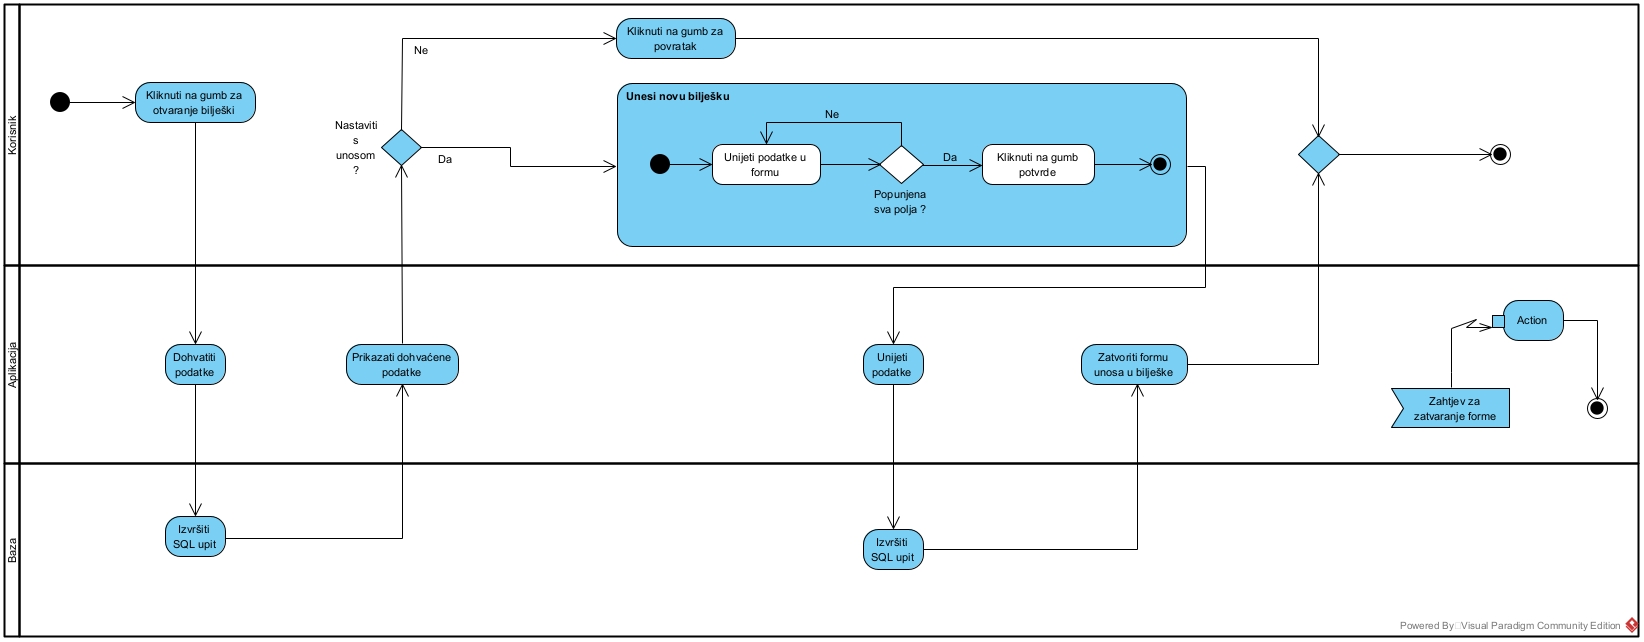 Korisnik
Kliknuti na gumb za
otvaranje bilješki
Nastaviti
s
unosom
?
Ne
Da
Kliknuti na gumb za
povratak
Unesi novu bilješku
Ne
Unijeti podatke u
formu
Popunjena
sva polja ?
Da
Kliknuti na gumb
potvrde
Aplikacija
Dohvatiti
podatke
Prikazati dohvaćene
podatke
Unijeti
podatke
Zatvoriti formu
unosa u bilješke
Action
Zahtjev za
zatvaranje forme
Baza
Izvršiti
SQL upit
Izvršiti
SQL upit
Powered By Visual Paradigm Community Edition